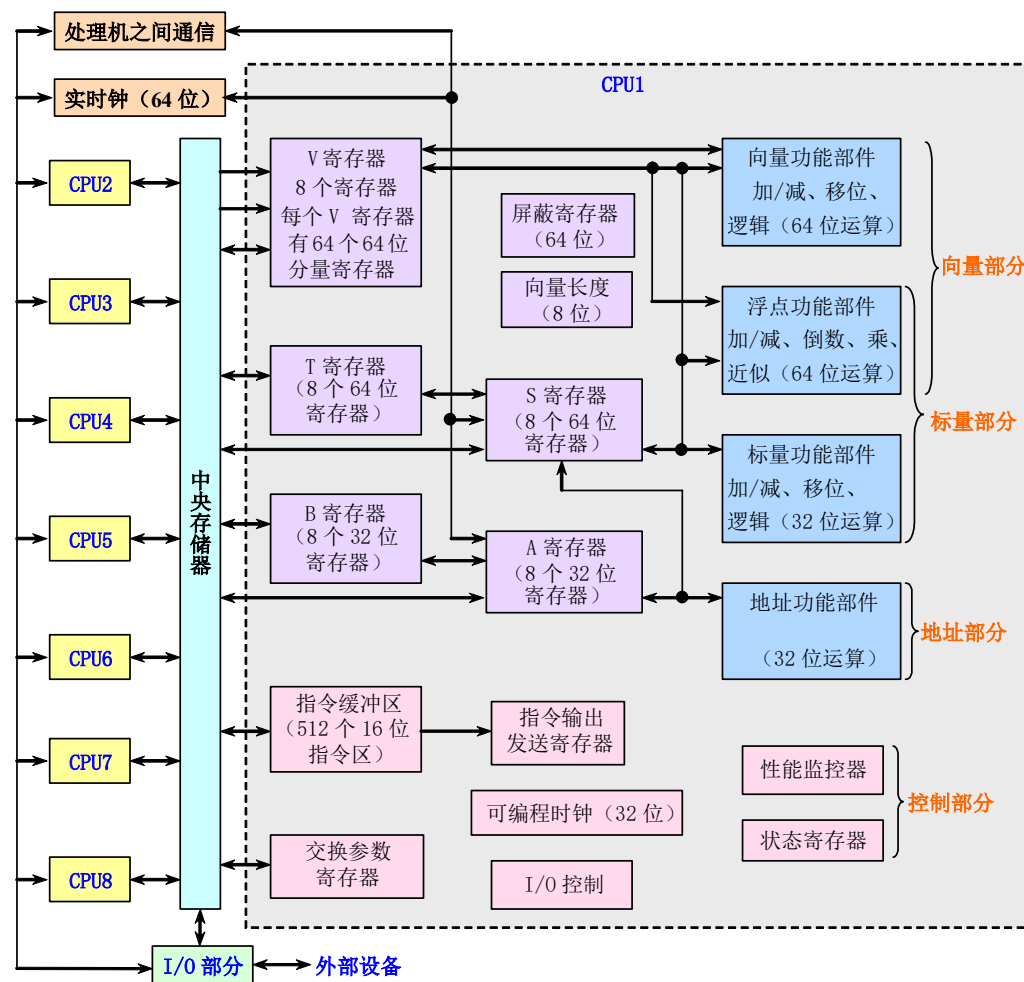 处理机之间通信
实时钟（64 位）
CPU1
CPU2
CPU3
CPU4
CPU5
CPU6
CPU7
CPU8
中央存储器
V 寄存器
8 个寄存器
每个 V 寄存器
有 64 个 64 位
分量寄存器
屏蔽寄存器
（64 位）
向量长度
（8 位）
T 寄存器
（8 个 64 位
寄存器）
S 寄存器
（8 个 64 位
寄存器）
B 寄存器
（8 个 32 位
寄存器）
A 寄存器
（8 个 32 位
寄存器）
向量功能部件
加/减、移位、
逻辑（64 位运算）
浮点功能部件
加/减、倒数、乘、
近似（64 位运算）
标量功能部件
加/减、移位、
逻辑（32 位运算）
地址功能部件
（32 位运算）
向量部分
标量部分
地址部分
指令缓冲区
（512 个 16 位
指令区）
指令输出
发送寄存器
可编程时钟（32 位）
交换参数
寄存器
I/O 控制
性能监控器
状态寄存器
控制部分
I/O 部分
外部设备